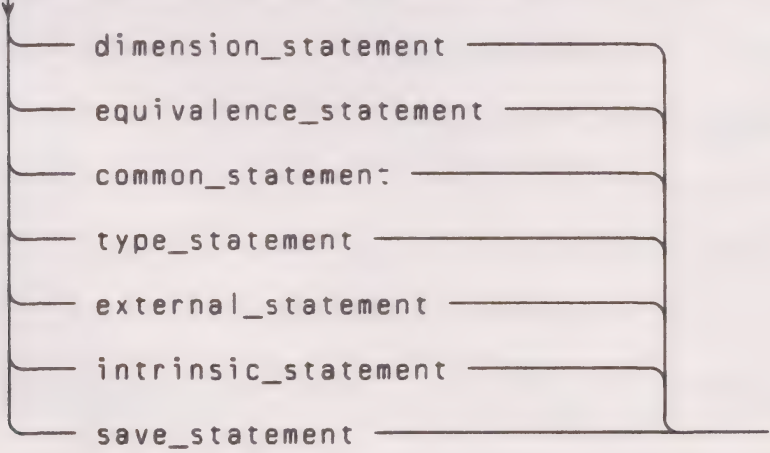 dimension_statement
equivalence_statement
common_statement
type_statement
external_statement
intrinsic_statement
save_statement